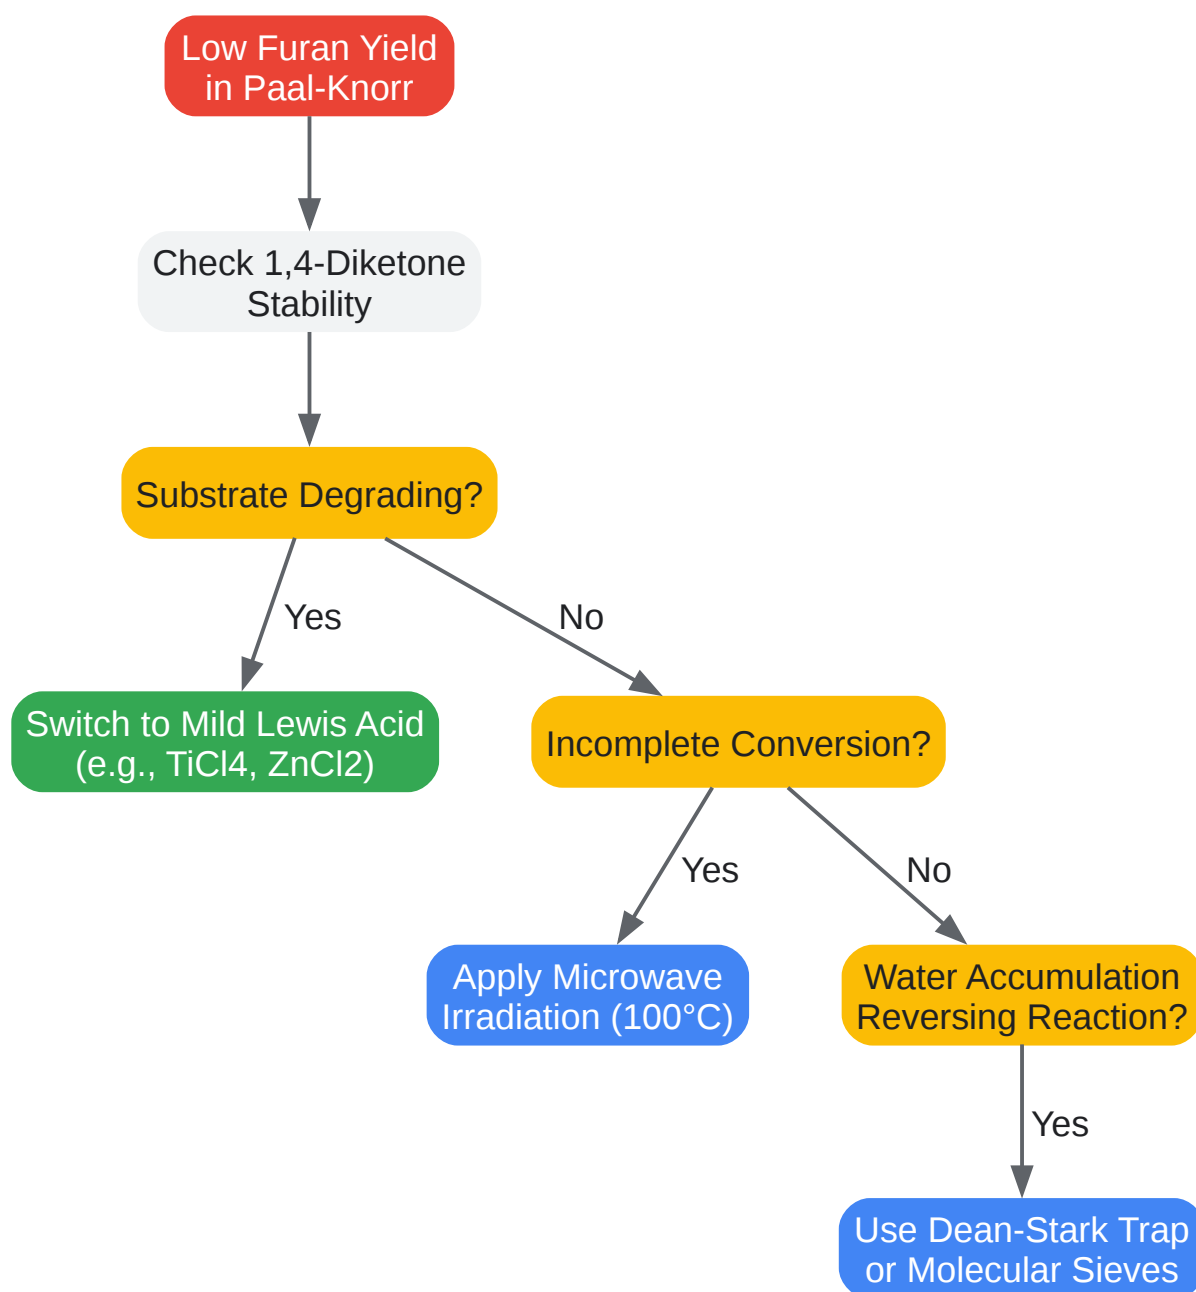 Low Furan Yield
in Paal-Knorr
Check 1,4-Diketone
Stability
Substrate Degrading?
Yes
No
Switch to Mild Lewis Acid
(e.g., TiCl4, ZnCl2)
Incomplete Conversion?
Yes
No
Apply Microwave
Irradiation (100°C)
Water Accumulation
Reversing Reaction?
Yes
Use Dean-Stark Trap
or Molecular Sieves